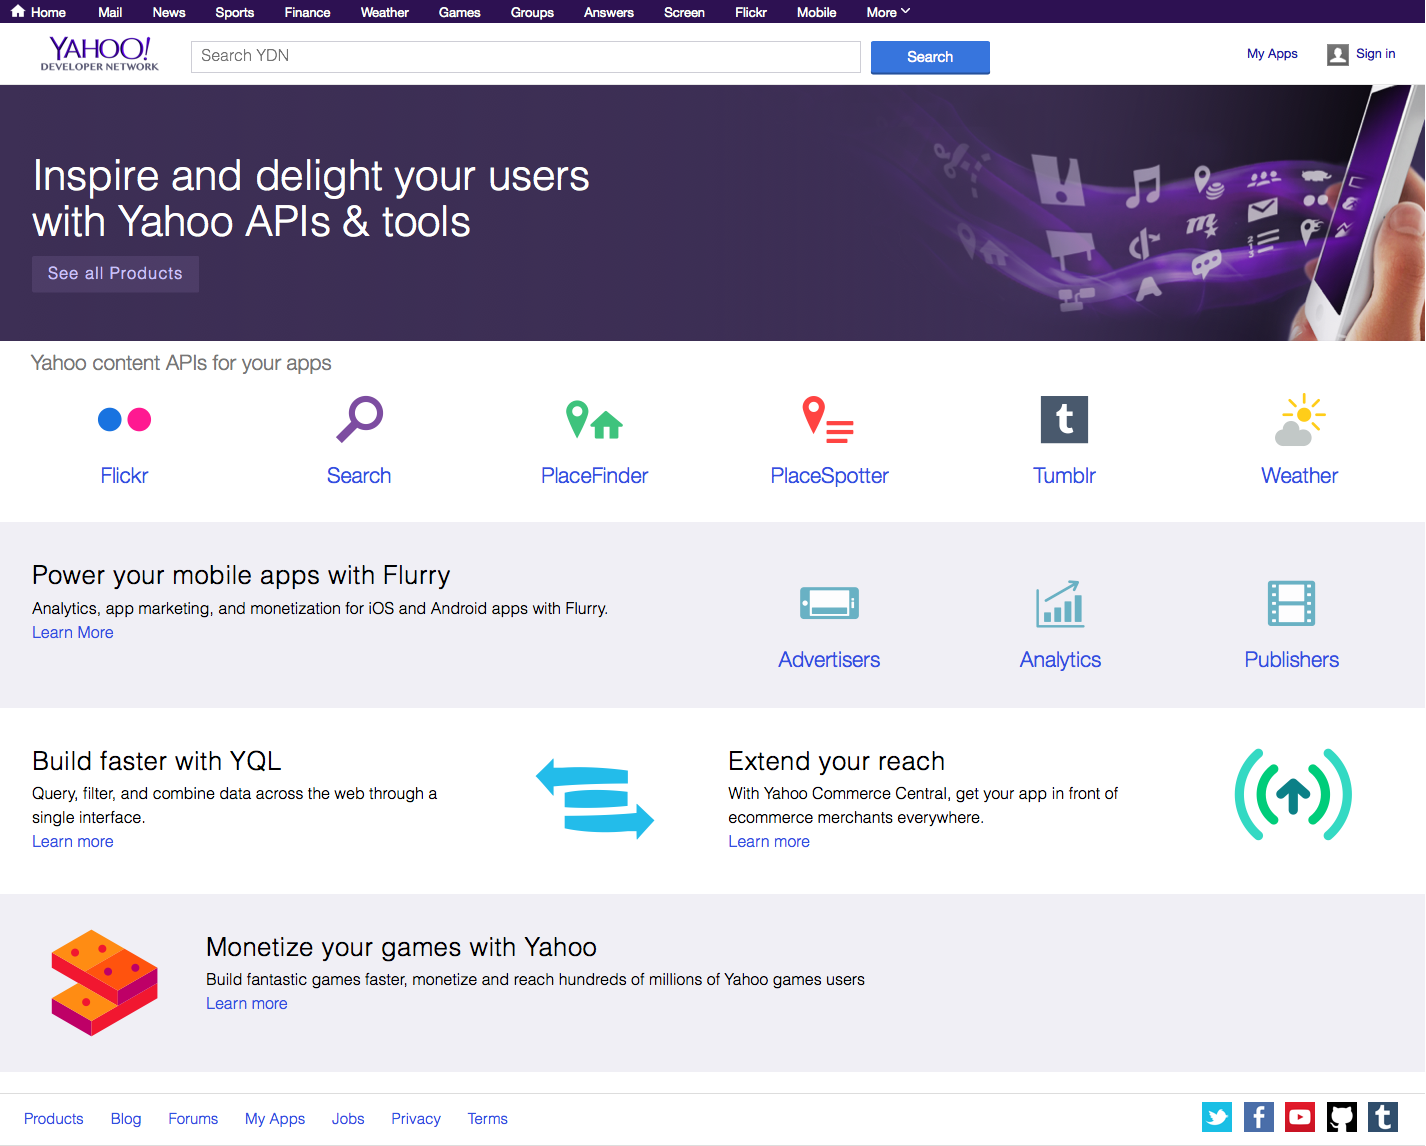 Home Mail News Sports Finance Weather Games Groups Answers Screen Flickr Mobile More
YAHOO!
DEVELOPER NETWORK
Search YDN
Search
My Apps
Sign in
Inspire and delight your users
with Yahoo APIs & tools
See all Products
Yahoo content APIs for your apps
Flickr Search PlaceFinder PlaceSpotter Tumblr Weather
Power your mobile apps with Flurry
Analytics, app marketing, and monetization for iOS and Android apps with Flurry.
Learn More
Advertisers Analytics Publishers
Build faster with YQL
Query, filter, and combine data across the web through a
single interface.
Learn more
Extend your reach
With Yahoo Commerce Central, get your app in front of
ecommerce merchants everywhere.
Learn more
Monetize your games with Yahoo
Build fantastic games faster, monetize and reach hundreds of millions of Yahoo games users
Learn more
Products Blog Forums My Apps Jobs Privacy Terms